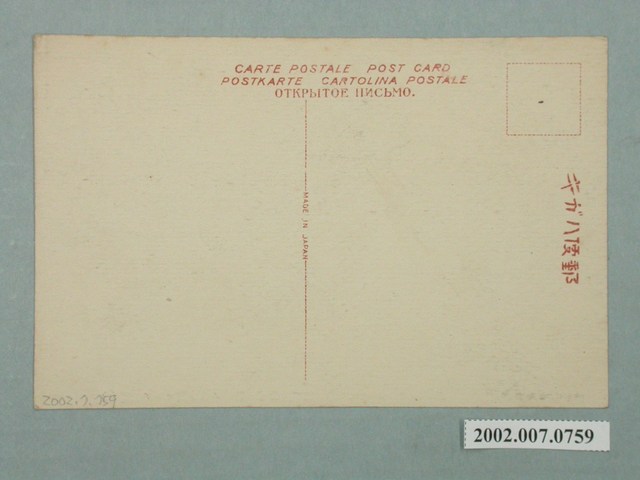 CARTE POSTALE POST CARD
POSTKARTE CARTOLINA POSTALE
ОТКРЫТОЕ ПИСЬМО.
MADE IN JAPAN
キガハ便郵
2002.7.759
2002.007.0759